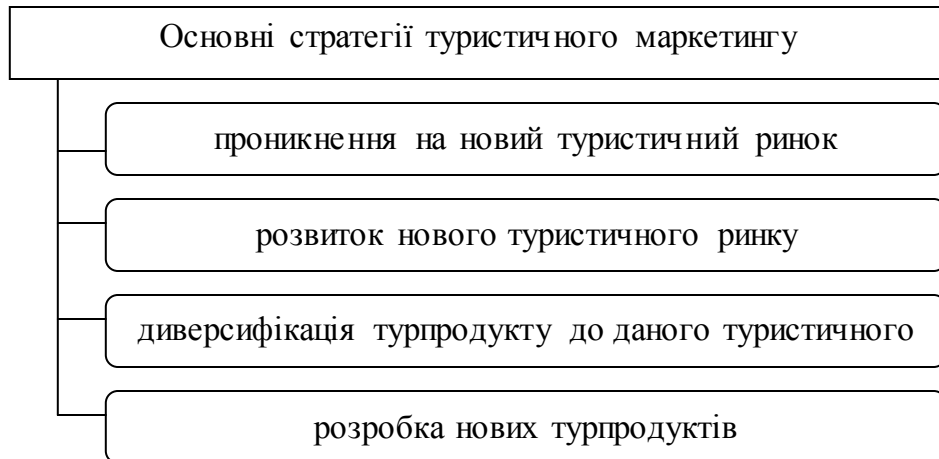 Основні стратегії туристичного маркетингу
проникнення на новий туристичний ринок
розвиток нового туристичного ринку
диверсифікація турпродукту до даного туристичного
розробка нових турпродуктів